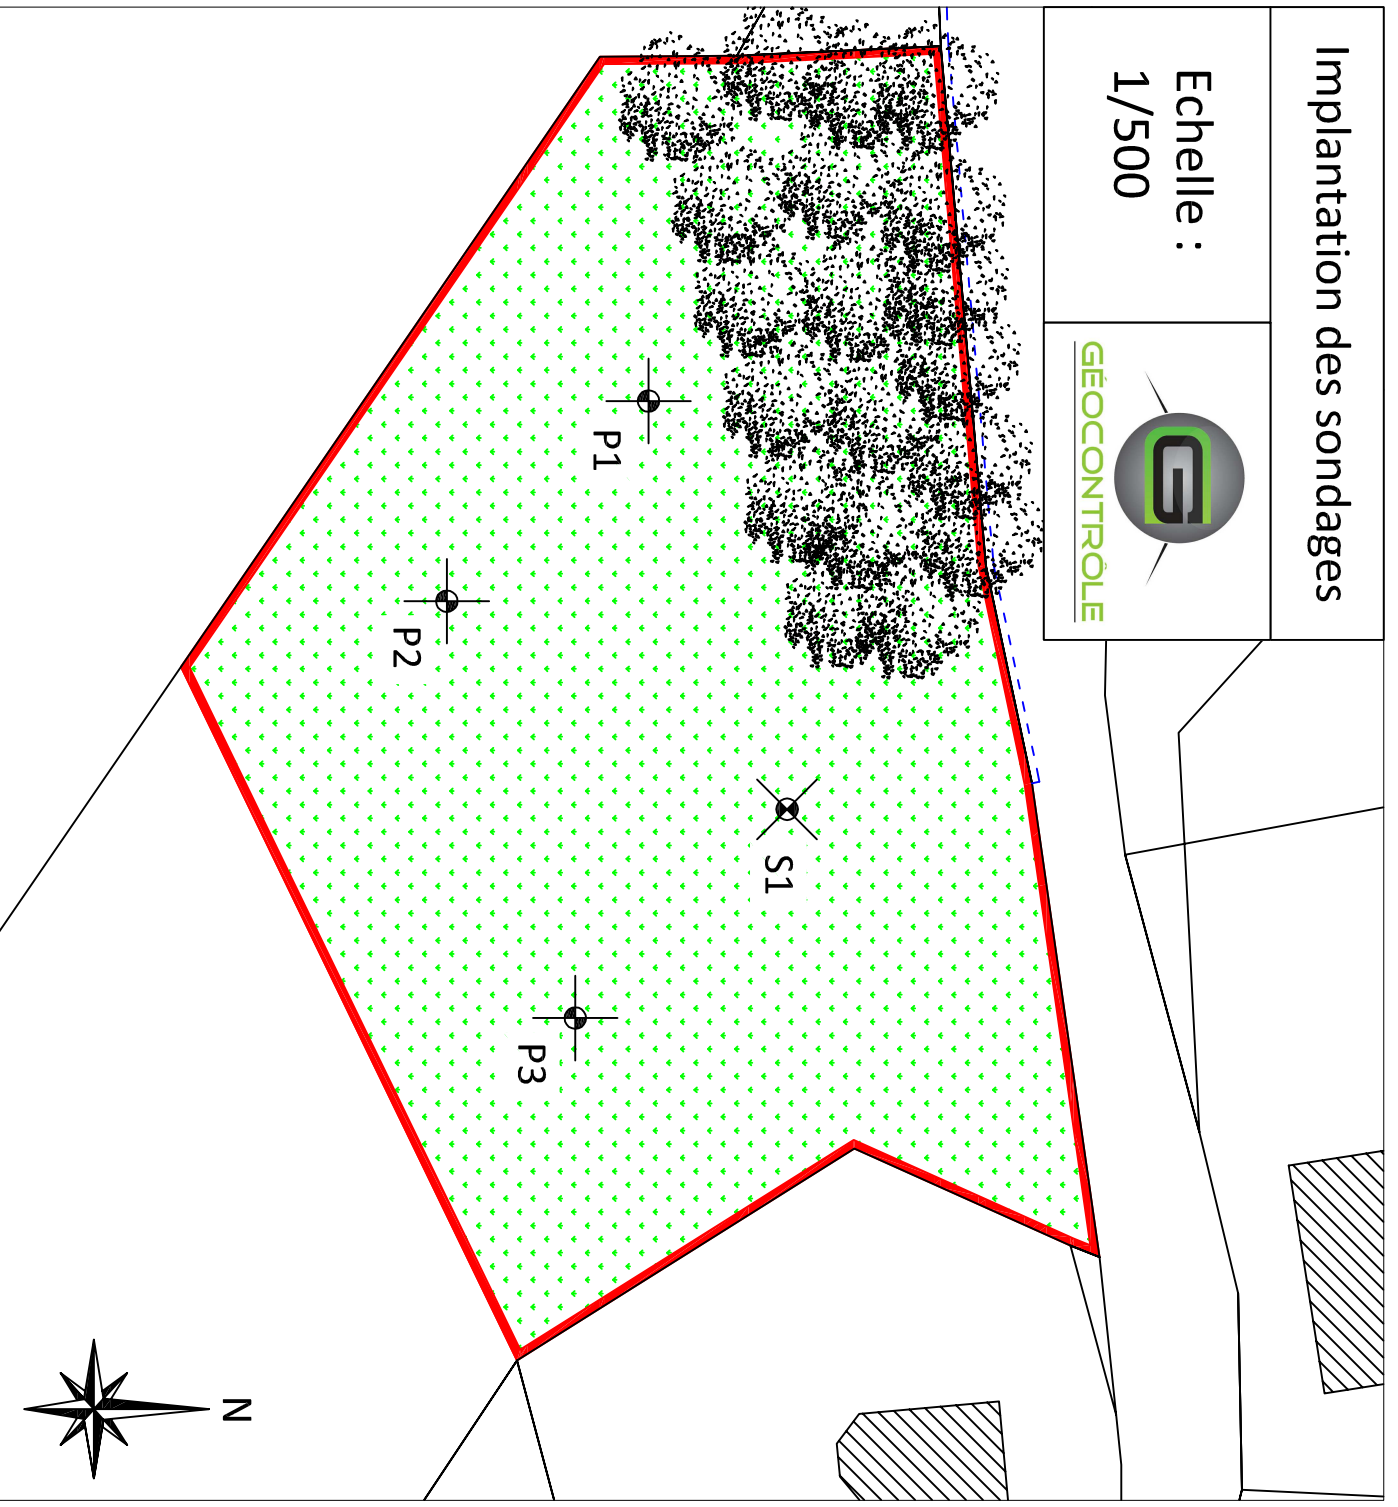 Implantation des sondages
Echelle :
1/500
GÉOCONTRÔLE
P1
P2
S1
P3
N